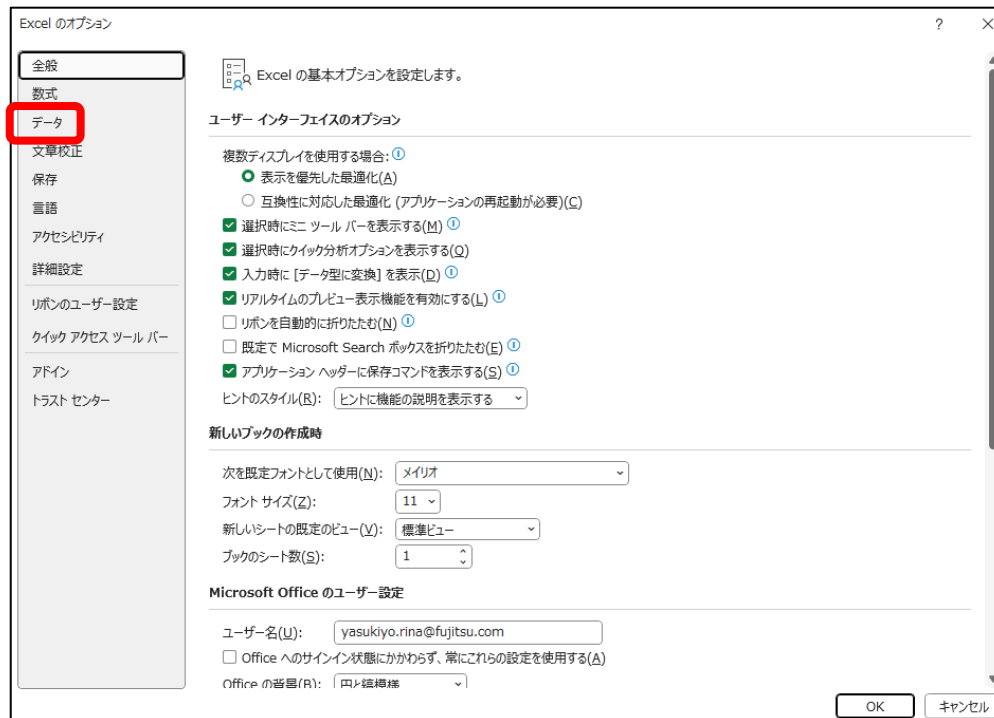 Excel のオプション
?
全般
数式
データ
文章校正
保存
言語
アクセシビリティ
詳細設定
リボンのユーザー設定
クイック アクセス ツール バー
アドイン
トラスト センター
Excel の基本オプションを設定します。
ユーザー インターフェイスのオプション
複数ディスプレイを使用する場合:
表示を優先した最適化(A)
互換性に対応した最適化 (アプリケーションの再起動が必要)(C)
選択時にミニ ツール バーを表示する(M)
選択時にクイック分析オプションを表示する(Q)
入力時に [データ型に変換] を表示(D)
リアルタイムのプレビュー表示機能を有効にする(L)
リボンを自動的に折りたたむ(N)
既定で Microsoft Search ボックスを折りたたむ(E)
アプリケーション ヘッダーに保存コマンドを表示する(S)
ヒントのスタイル(R): ヒントに機能の説明を表示する
新しいブックの作成時
次を既定フォントとして使用(N): メイリオ
フォント サイズ(Z): 11
新しいシートの既定のビュー(V): 標準ビュー
ブックのシート数(S): 1
Microsoft Office のユーザー設定
ユーザー名(U): yasukiyo.rina@fujitsu.com
Office へのサインイン状態にかかわらず、常にこれらの設定を使用する(A)
Office の背景(B): 円と縞模様
OK
キャンセル